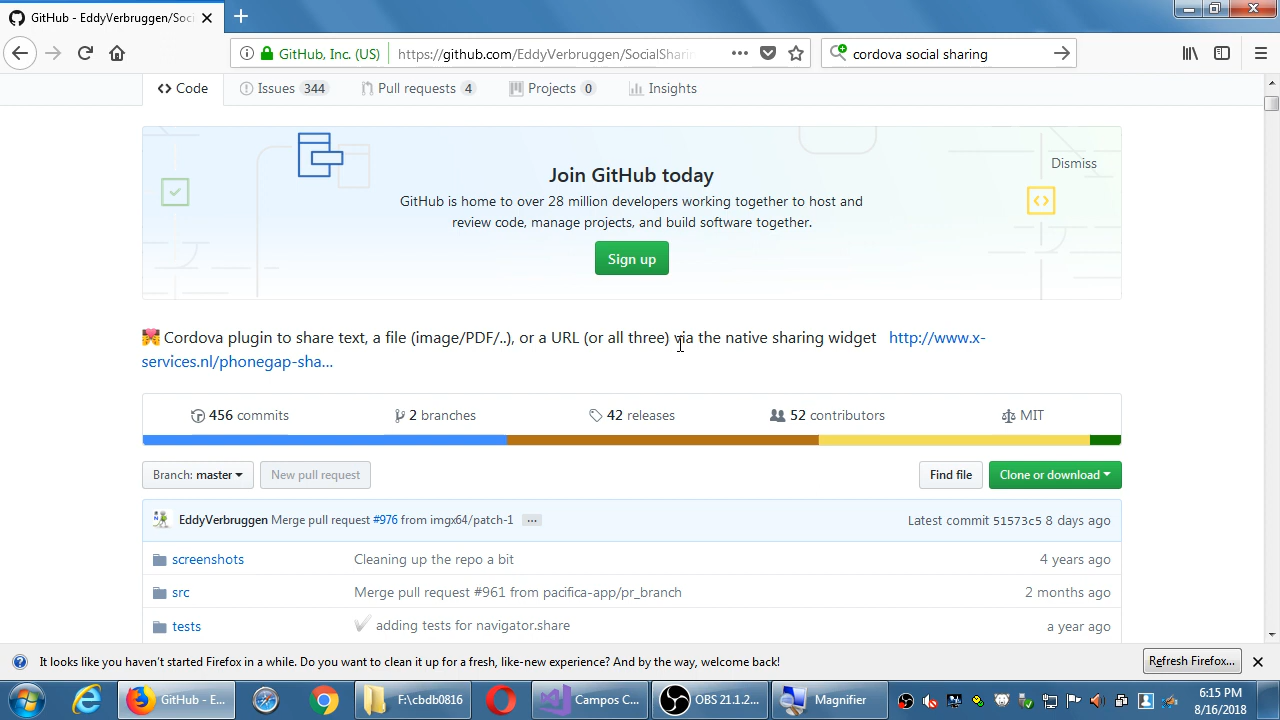 GitHub - EddyVerbruggen/Soci
GitHub, Inc. (US)
https://github.com/EddyVerbruggen/SocialSharin
cordova social sharing
Code
Issues 344
Pull requests 4
Projects 0
Insights
Join GitHub today
Dismiss
GitHub is home to over 28 million developers working together to host and
review code, manage projects, and build software together.
Sign up
Cordova plugin to share text, a file (image/PDF/..), or a URL (or all three) via the native sharing widget http://www.x-
services.nl/phonegap-sha...
456 commits
2 branches
42 releases
52 contributors
MIT
Branch: master
New pull request
Find file
Clone or download
EddyVerbruggen Merge pull request #976 from imgx64/patch-1 ...
Latest commit 51573c5 8 days ago
screenshots Cleaning up the repo a bit 4 years ago
src Merge pull request #961 from pacifica-app/pr_branch 2 months ago
tests adding tests for navigator.share a year ago
It looks like you haven't started Firefox in a while. Do you want to clean it up for a fresh, like-new experience? And by the way, welcome back!
Refresh Firefox...
GitHub - E...
F:\cbdb0816
Campos C...
OBS 21.1.2...
Magnifier
6:15 PM
8/16/2018